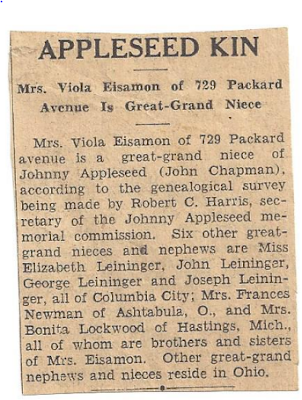 APPLESEED KIN
Mrs. Viola Eisamon of 729 Packard
Avenue Is Great-Grand Niece
Mrs. Viola Eisamon of 729 Packard
avenue is a great-grand niece of
Johnny Appleseed (John Chapman),
according to the genealogical survey
being made by Robert C. Harris, sec-
retary of the Johnny Appleseed me-
morial commission. Six other great-
grand nieces and nephews are Miss
Elizabeth Leininger, John Leininger,
George Leininger and Joseph Leinin-
ger, all of Columbia City; Mrs. Frances
Newman of Ashtabula, O., and Mrs.
Bonita Lockwood of Hastings, Mich.,
all of whom are brothers and sisters
of Mrs. Eisamon. Other great-grand
nephews and nieces reside in Ohio.